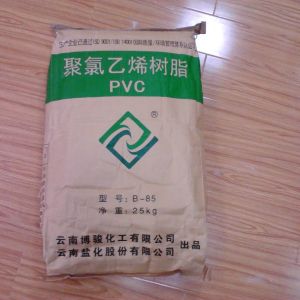 聚氯乙烯树脂
PVC
®
型号：B-85
净重：25kg
云南博骏化工有限公司
云南盐化股份有限公司 出品